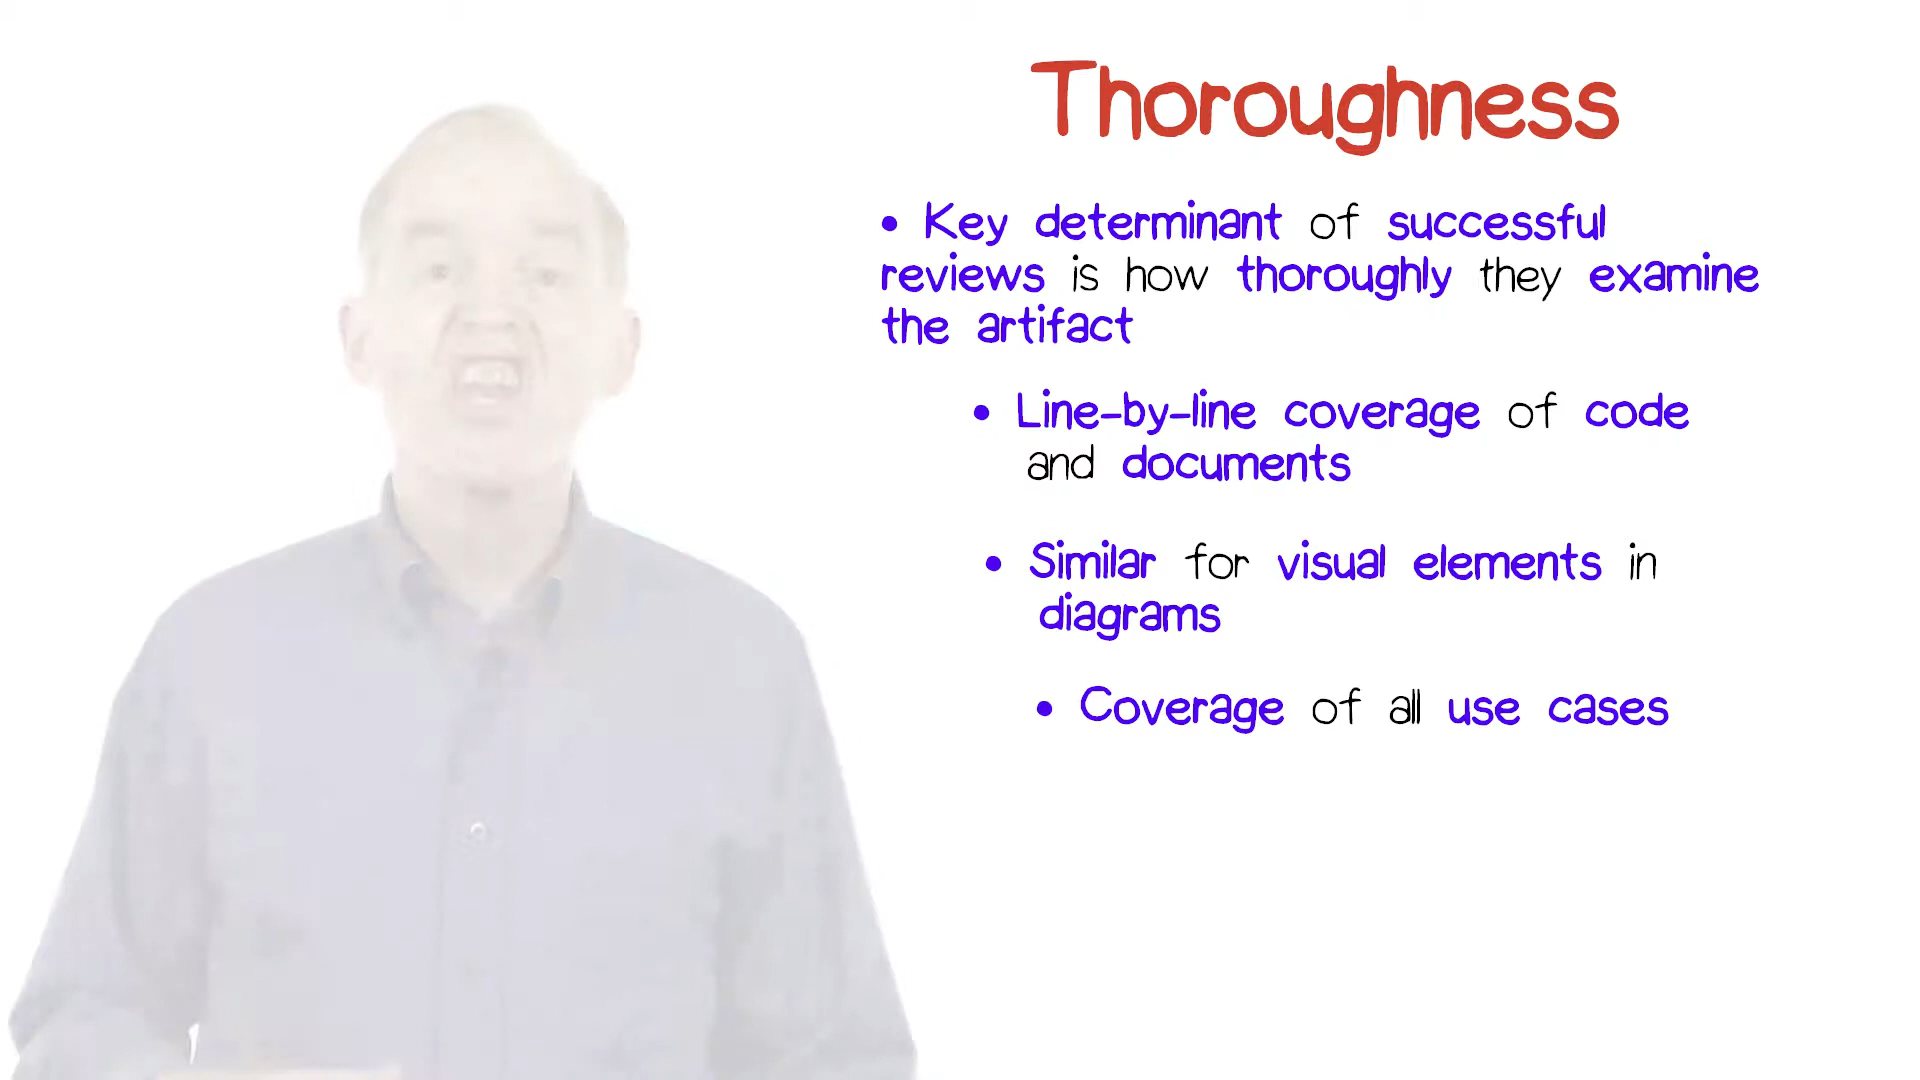 Thoroughness
• Key determinant of successful
reviews is how thoroughly they examine
the artifact
• Line-by-line coverage of code
and documents
• Similar for visual elements in
diagrams
• Coverage of all use cases